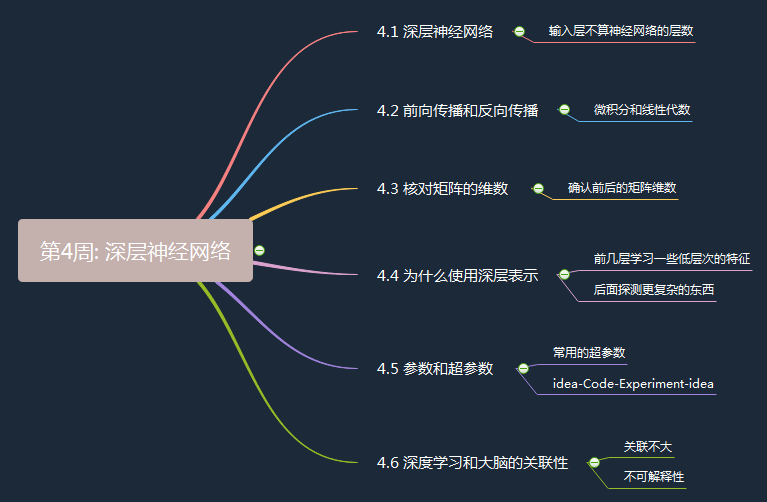 第4周: 深层神经网络
4.1 深层神经网络
输入层不算神经网络的层数
4.2 前向传播和反向传播
微积分和线性代数
4.3 核对矩阵的维数
确认前后的矩阵维数
4.4 为什么使用深层表示
前几层学习一些低层次的特征
后面探测更复杂的东西
4.5 参数和超参数
常用的超参数
idea-Code-Experiment-idea
4.6 深度学习和大脑的关联性
关联不大
不可解释性